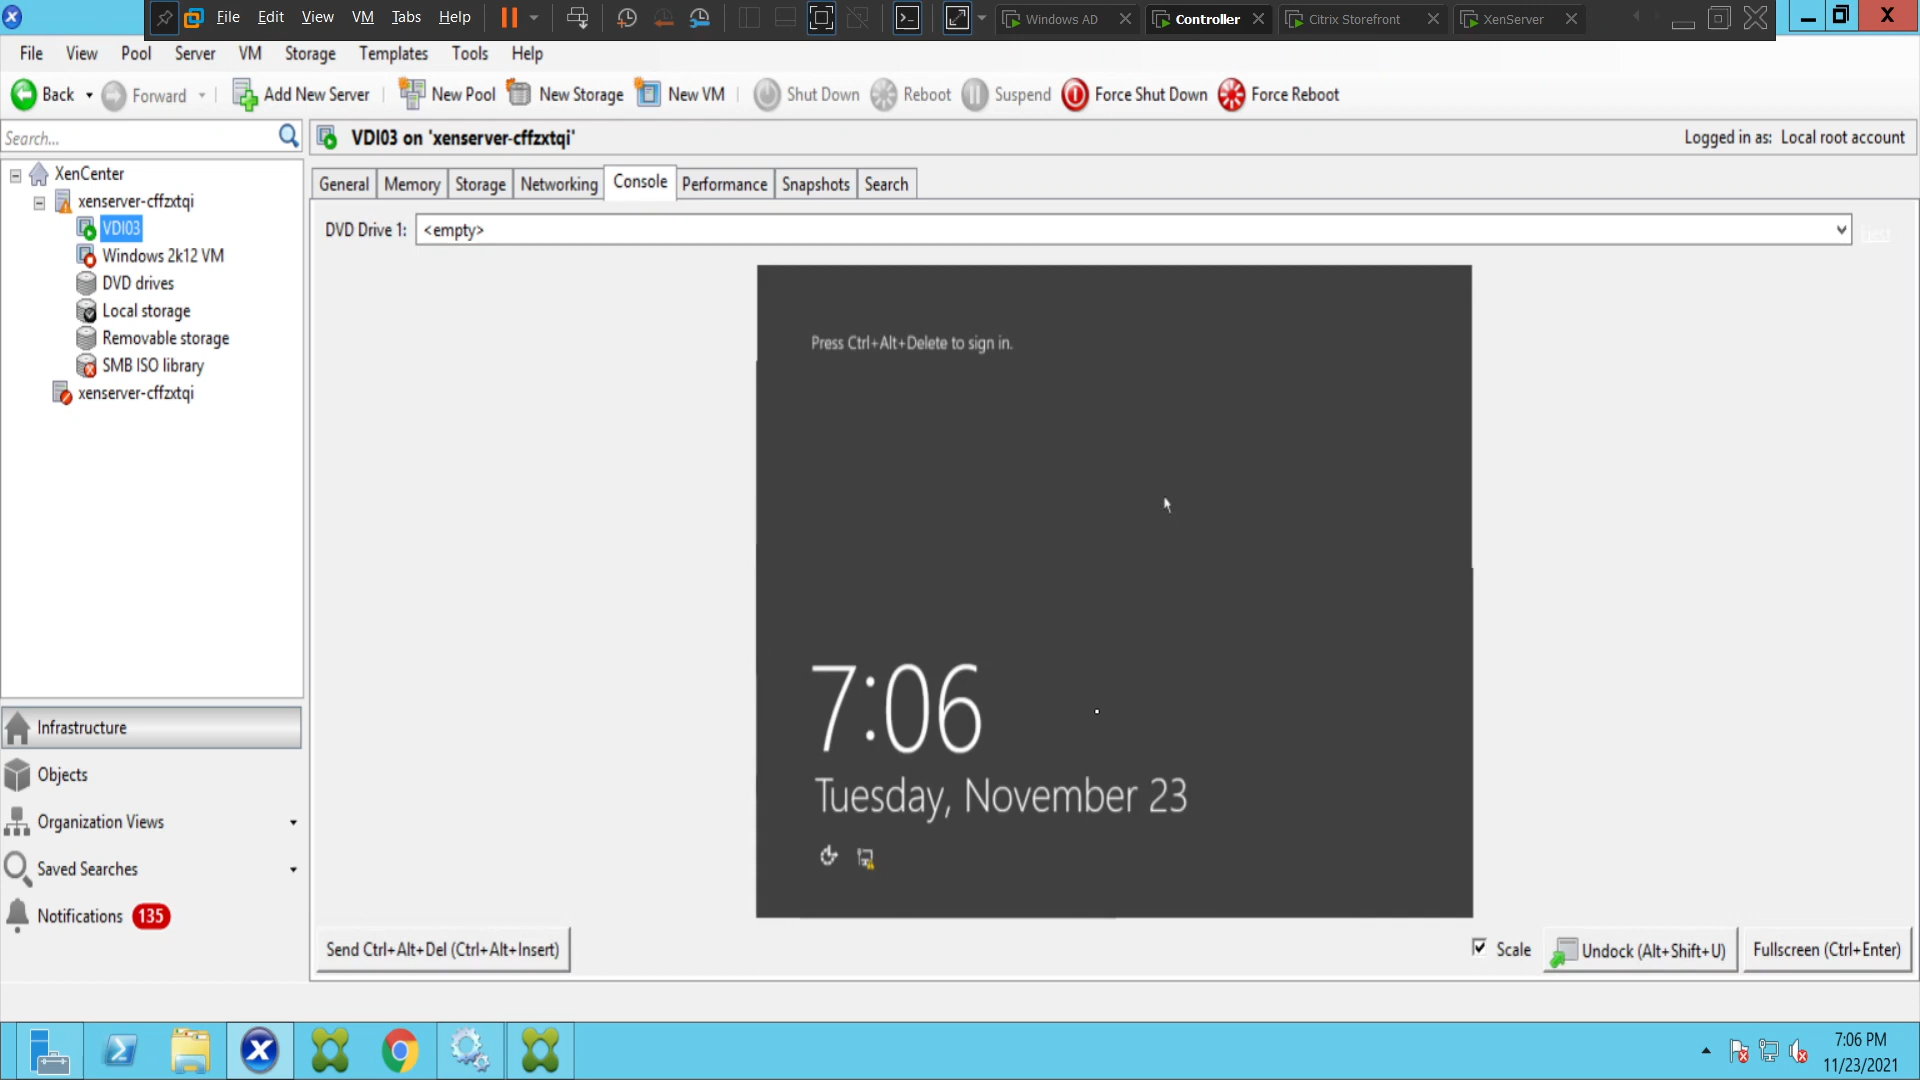 File Edit View VM Tabs Help
Windows AD
Controller
Citrix Storefront
XenServer
X
File View Pool Server VM Storage Templates Tools Help
Back Forward Add New Server New Pool New Storage New VM Shut Down Reboot Suspend Force Shut Down Force Reboot
Search...
VDI03 on 'xenserver-cffzxtqi'
Logged in as: Local root account
XenCenter
xenserver-cffzxtqi
VDI03
Windows 2k12 VM
DVD drives
Local storage
Removable storage
SMB ISO library
xenserver-cffzxtqi
General Memory Storage Networking Console Performance Snapshots Search
DVD Drive 1: <empty>
Eject
Press Ctrl+Alt+Delete to sign in.
7:06
Tuesday, November 23
Infrastructure
Objects
Organization Views
Saved Searches
Notifications 135
Send Ctrl+Alt+Del (Ctrl+Alt+Insert)
Scale
Undock (Alt+Shift+U)
Fullscreen (Ctrl+Enter)
7:06 PM
11/23/2021